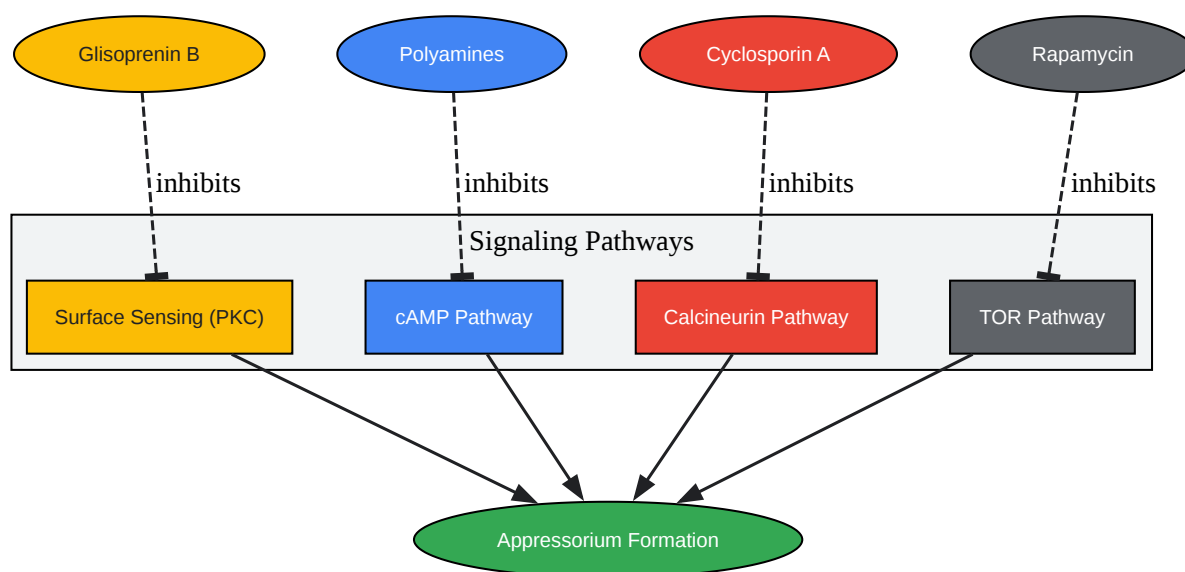 Glisoprenin B
Polyamines
Cyclosporin A
Rapamycin
inhibits
inhibits
inhibits
inhibits
Signaling Pathways
Surface Sensing (PKC)
cAMP Pathway
Calcineurin Pathway
TOR Pathway
Appressorium Formation